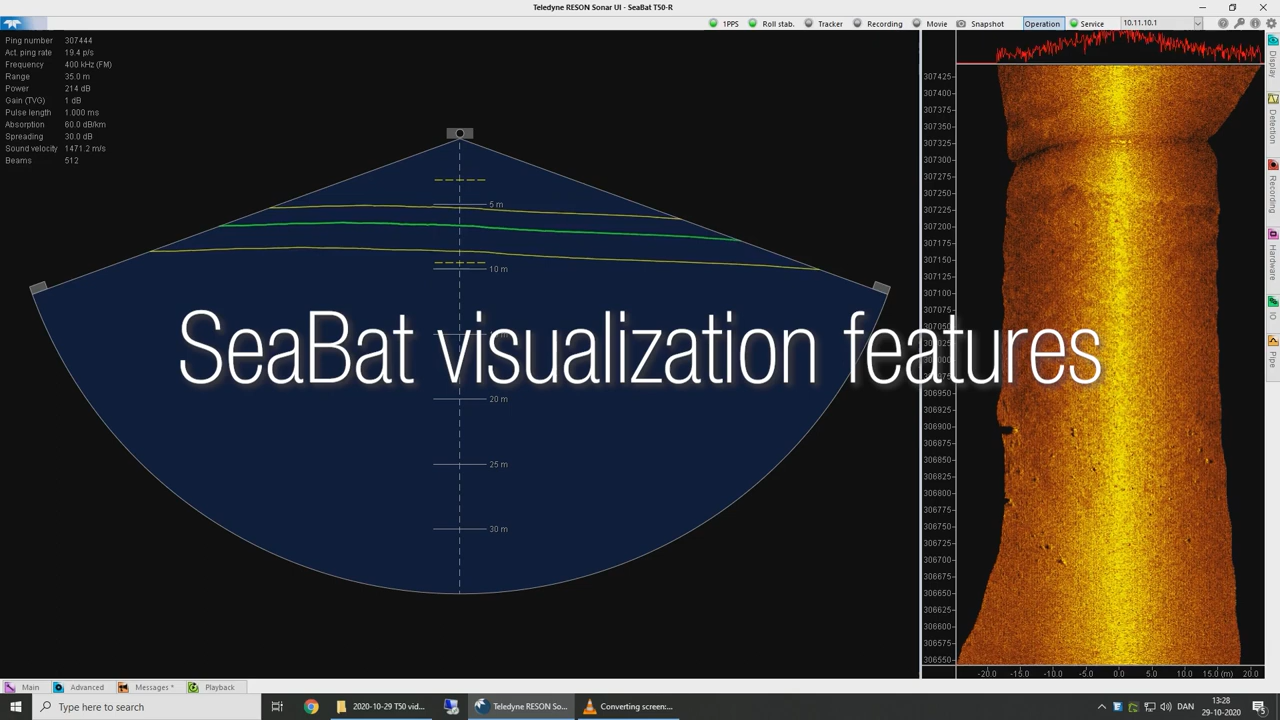 Teledyne RESON Sonar UI - SeaBat T50-R
1PPS Roll stab. Tracker Recording Movie Snapshot Operation Service 10.11.10.1
Ping number 307444
Act. ping rate 19.4 p/s
Frequency 400 kHz (FM)
Range 35.0 m
Power 214 dB
Gain (TVG) 1 dB
Pulse length 1.000 ms
Absorption 60.0 dB/km
Spreading 30.0 dB
Sound velocity 1471.2 m/s
Beams 512
5 m
10 m
20 m
25 m
30 m
SeaBat visualization features
307425
307400
307375
307350
307325
307300
307275
307250
307225
307200
307175
307150
307125
307100
307075
307050
307025
307000
306975
306950
306925
306900
306875
306850
306825
306800
306775
306750
306725
306700
306675
306650
306625
306600
306575
306550
-20.0 -15.0 -10.0 -5.0 0.0 5.0 10.0 15.0 (m) 20.0
Display
Detection
Recording
Hardware
IO
Pipe
Main Advanced Messages * Playback
Type here to search
2020-10-29 T50 vid...
Teledyne RESON So...
Converting screen:...
DAN
13:28
29-10-2020
5